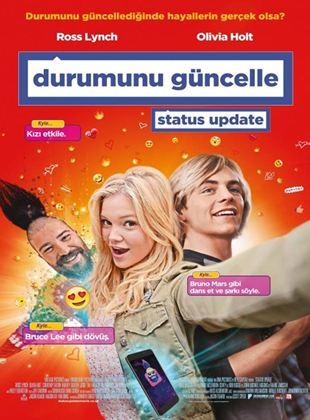 Durumunu güncellediğinde hayallerin gerçek olsa?
Ross Lynch
Olivia Holt
durumunu güncelle
status update
Kyle...
Kızı etkile.
Kyle...
Bruno Mars gibi
dans et ve şarkı söyle.
Kyle...
Bruce Lee gibi dövüş.